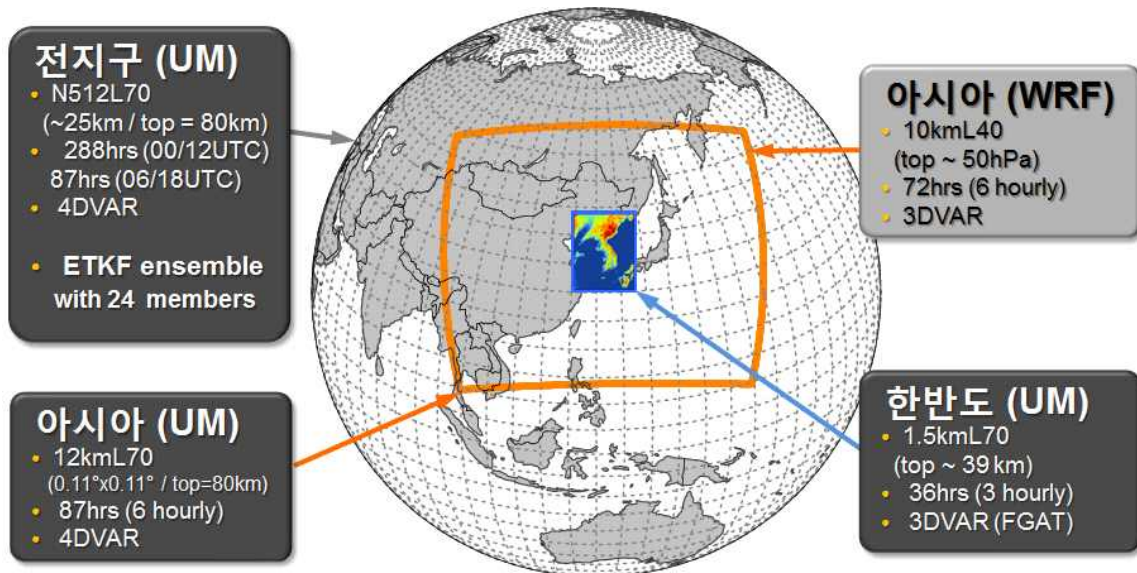 전지구 (UM)
N512L70
(~25km / top = 80km)
288hrs (00/12UTC)
87hrs (06/18UTC)
4DVAR
ETKF ensemble
with 24 members
아시아 (UM)
12kmL70
(0.11°x0.11° / top=80km)
87hrs (6 hourly)
4DVAR
아시아 (WRF)
10kmL40
(top ~ 50hPa)
72hrs (6 hourly)
3DVAR
한반도 (UM)
1.5kmL70
(top ~ 39 km)
36hrs (3 hourly)
3DVAR (FGAT)